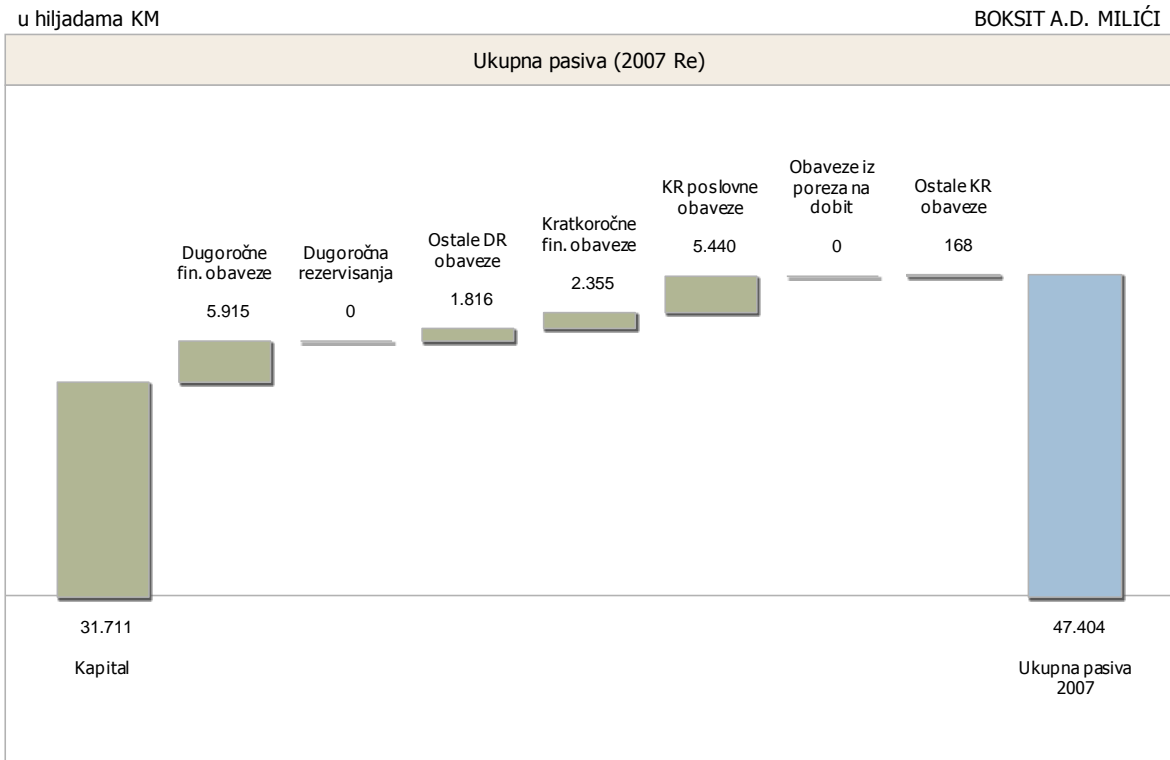 u hiljadama KM
BOKSIT A.D. MILIĆI
Ukupna pasiva (2007 Re)
Dugoročne
fin. obaveze
5.915
Dugoročna
rezervisanja
0
Ostale DR
obaveze
1.816
Kratkoročne
fin. obaveze
2.355
KR poslovne
obaveze
5.440
Obaveze iz
poreza na
dobit
0
Ostale KR
obaveze
168
31.711
Kapital
47.404
Ukupna pasiva
2007